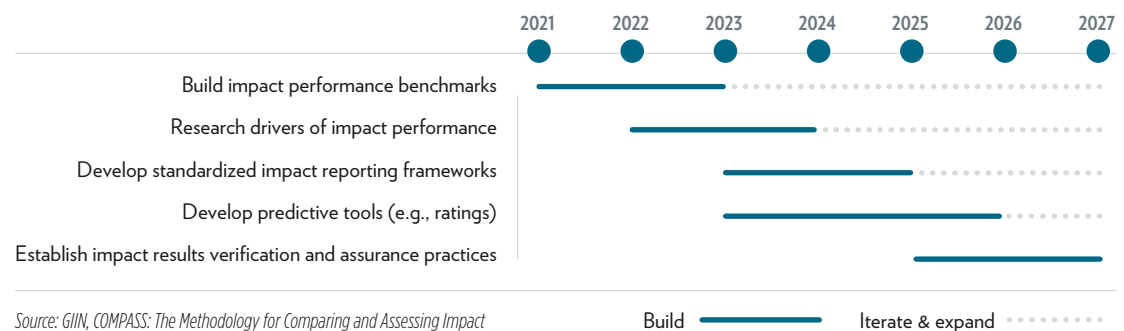 2021 2022 2023 2024 2025 2026 2027
Build impact performance benchmarks
Research drivers of impact performance
Develop standardized impact reporting frameworks
Develop predictive tools (e.g., ratings)
Establish impact results verification and assurance practices
Source: GIIN, COMPASS: The Methodology for Comparing and Assessing Impact
Build
Iterate & expand